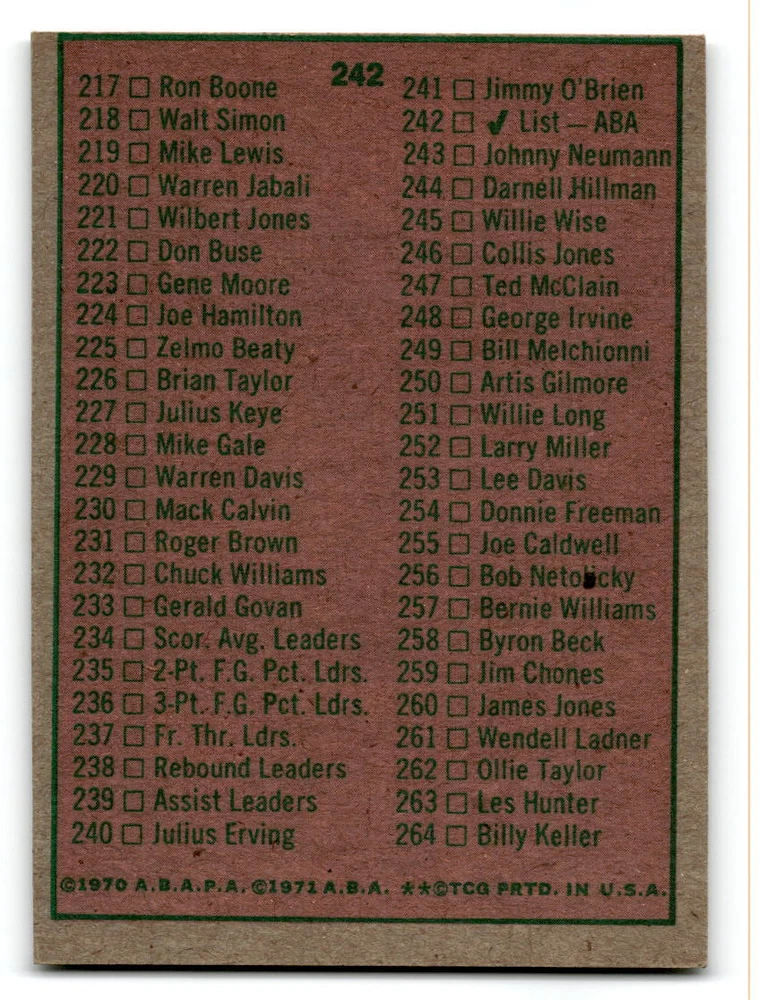 242
217 □ Ron Boone
218 □ Walt Simon
219 □ Mike Lewis
220 □ Warren Jabali
221 □ Wilbert Jones
222 □ Don Buse
223 □ Gene Moore
224 □ Joe Hamilton
225 □ Zelmo Beaty
226 □ Brian Taylor
227 □ Julius Keye
228 □ Mike Gale
229 □ Warren Davis
230 □ Mack Calvin
231 □ Roger Brown
232 □ Chuck Williams
233 □ Gerald Govan
234 □ Scor. Avg. Leaders
235 □ 2-Pt. F.G. Pct. Ldrs.
236 □ 3-Pt. F.G. Pct. Ldrs.
237 □ Fr. Thr. Ldrs.
238 □ Rebound Leaders
239 □ Assist Leaders
240 □ Julius Erving
241 □ Jimmy O'Brien
242 □ ✓ List — ABA
243 □ Johnny Neumann
244 □ Darnell Hillman
245 □ Willie Wise
246 □ Collis Jones
247 □ Ted McClain
248 □ George Irvine
249 □ Bill Melchionni
250 □ Artis Gilmore
251 □ Willie Long
252 □ Larry Miller
253 □ Lee Davis
254 □ Donnie Freeman
255 □ Joe Caldwell
256 □ Bob Netolicky
257 □ Bernie Williams
258 □ Byron Beck
259 □ Jim Chones
260 □ James Jones
261 □ Wendell Ladner
262 □ Ollie Taylor
263 □ Les Hunter
264 □ Billy Keller
©1970 A.B.A.P.A. ©1971 A.B.A. **©TCG PRTD. IN U.S.A.